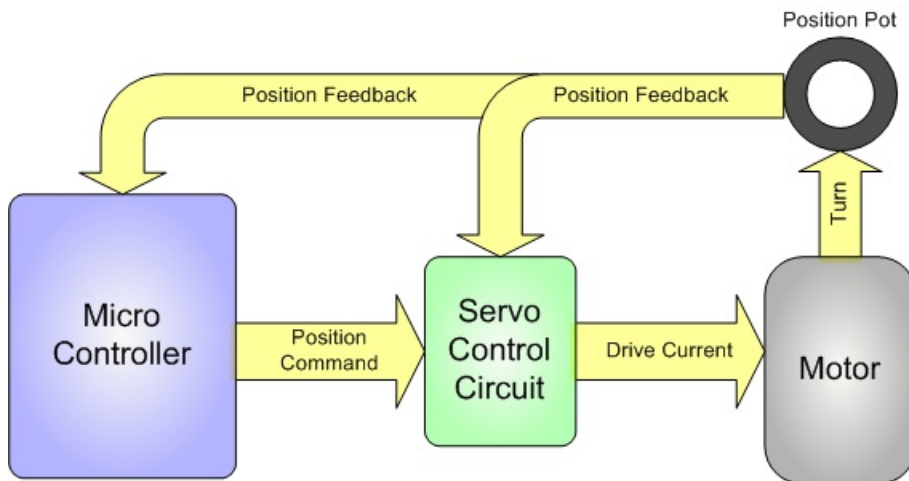 Position Pot
Position Feedback
Position Feedback
Turn
Micro
Controller
Position
Command
Servo
Control
Circuit
Drive Current
Motor